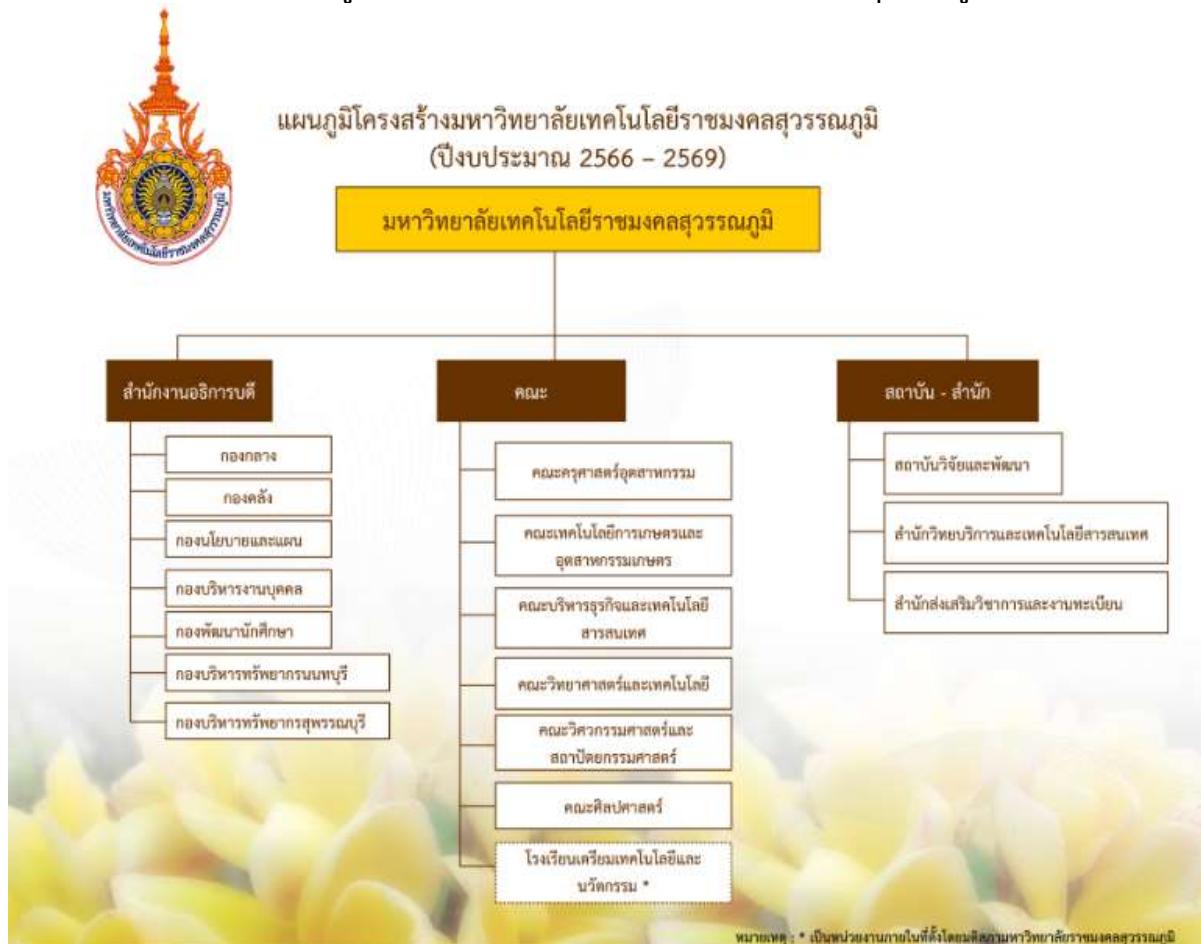 แผนภูมิโครงสร้างมหาวิทยาลัยเทคโนโลยีราชมงคลสุวรรณภูมิ
(ปีงบประมาณ 2566 – 2569)
มหาวิทยาลัยเทคโนโลยีราชมงคลสุวรรณภูมิ
มหาวิทยาลัยเทคโนโลยีราชมงคลสุวรรณภูมิ
สำนักงานอธิการบดี
กองกลาง
กองคลัง
กองนโยบายและแผน
กองบริหารงานบุคคล
กองพัฒนานักศึกษา
กองบริหารทรัพยากรนนทบุรี
กองบริหารทรัพยากรสุพรรณบุรี
คณะ
คณะครุศาสตร์อุตสาหกรรม
คณะเทคโนโลยีการเกษตรและ
อุตสาหกรรมเกษตร
คณะบริหารธุรกิจและเทคโนโลยี
สารสนเทศ
คณะวิทยาศาสตร์และเทคโนโลยี
คณะวิศวกรรมศาสตร์และ
สถาปัตยกรรมศาสตร์
คณะศิลปศาสตร์
โรงเรียนเตรียมเทคโนโลยีและ
นวัตกรรม *
สถาบัน - สำนัก
สถาบันวิจัยและพัฒนา
สำนักวิทยบริการและเทคโนโลยีสารสนเทศ
สำนักส่งเสริมวิชาการและงานทะเบียน
หมายเหตุ : * เป็นหน่วยงานภายในที่ตั้งโดยมติสภามหาวิทยาลัยราชมงคลสุวรรณภูมิ